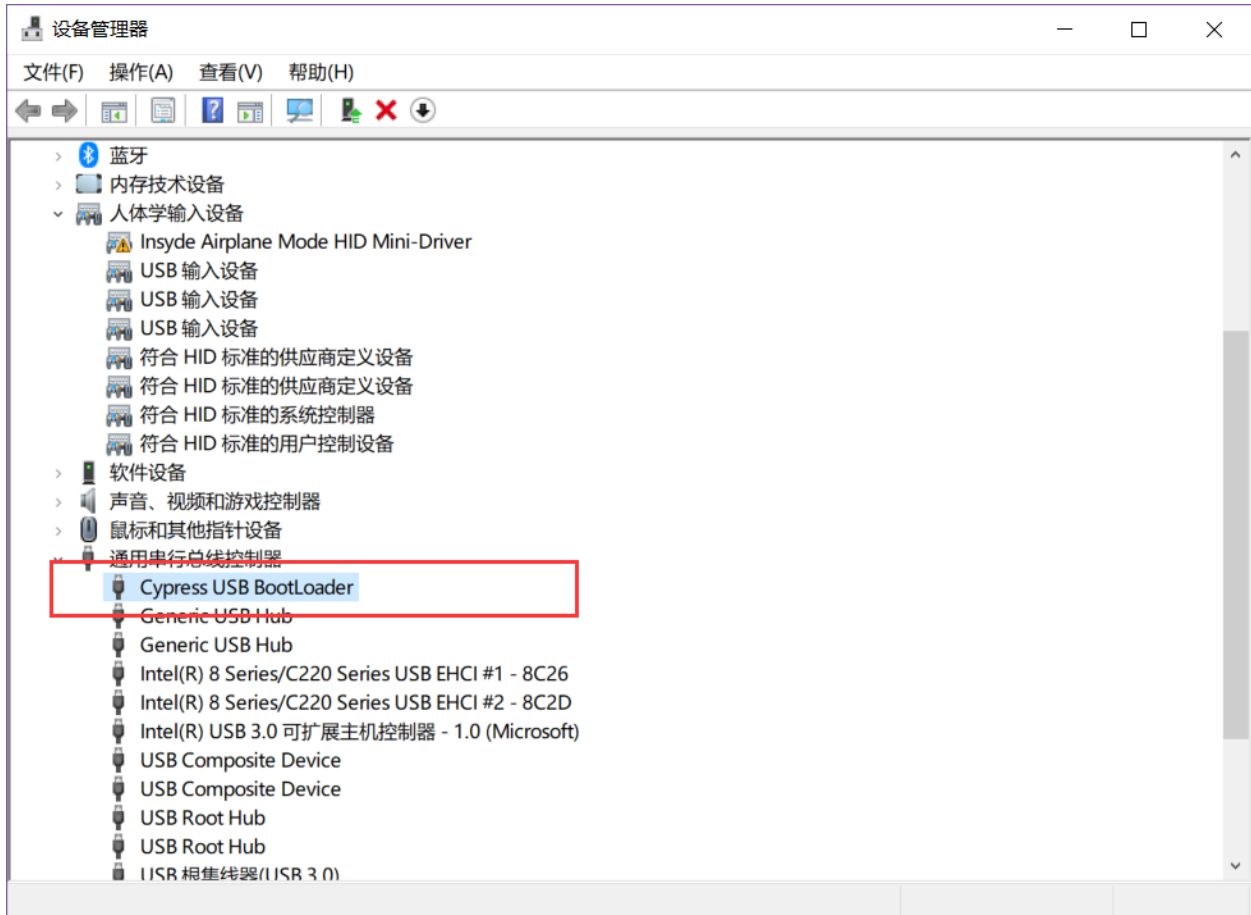 设备管理器
文件(F) 操作(A) 查看(V) 帮助(H)
蓝牙
内存技术设备
人体学输入设备
Insyde Airplane Mode HID Mini-Driver
USB 输入设备
USB 输入设备
USB 输入设备
符合 HID 标准的供应商定义设备
符合 HID 标准的供应商定义设备
符合 HID 标准的系统控制器
符合 HID 标准的用户控制设备
软件设备
声音、视频和游戏控制器
鼠标和其他指针设备
通用串行总线控制器
Cypress USB BootLoader
Generic USB Hub
Generic USB Hub
Intel(R) 8 Series/C220 Series USB EHCI #1 - 8C26
Intel(R) 8 Series/C220 Series USB EHCI #2 - 8C2D
Intel(R) USB 3.0 可扩展主机控制器 - 1.0 (Microsoft)
USB Composite Device
USB Composite Device
USB Root Hub
USB Root Hub
USB 根集线器(USB 3.0)